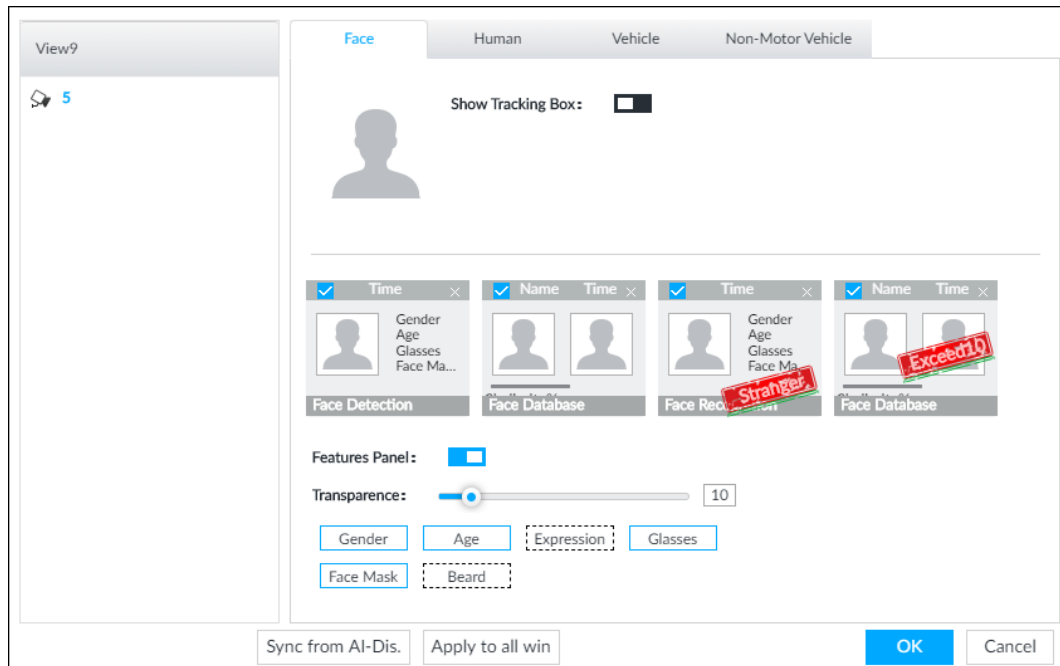 View9
5
Face Human Vehicle Non-Motor Vehicle
Show Tracking Box:
Time
Gender
Age
Glasses
Face Ma...
Face Detection
Name Time
Face Database
Time
Gender
Age
Glasses
Face Ma...
Stranger
Name Time
Exceed10
Face Database
Features Panel:
Transparence: 10
Gender Age Expression Glasses
Face Mask Beard
Sync from AI-Dis. Apply to all win OK Cancel